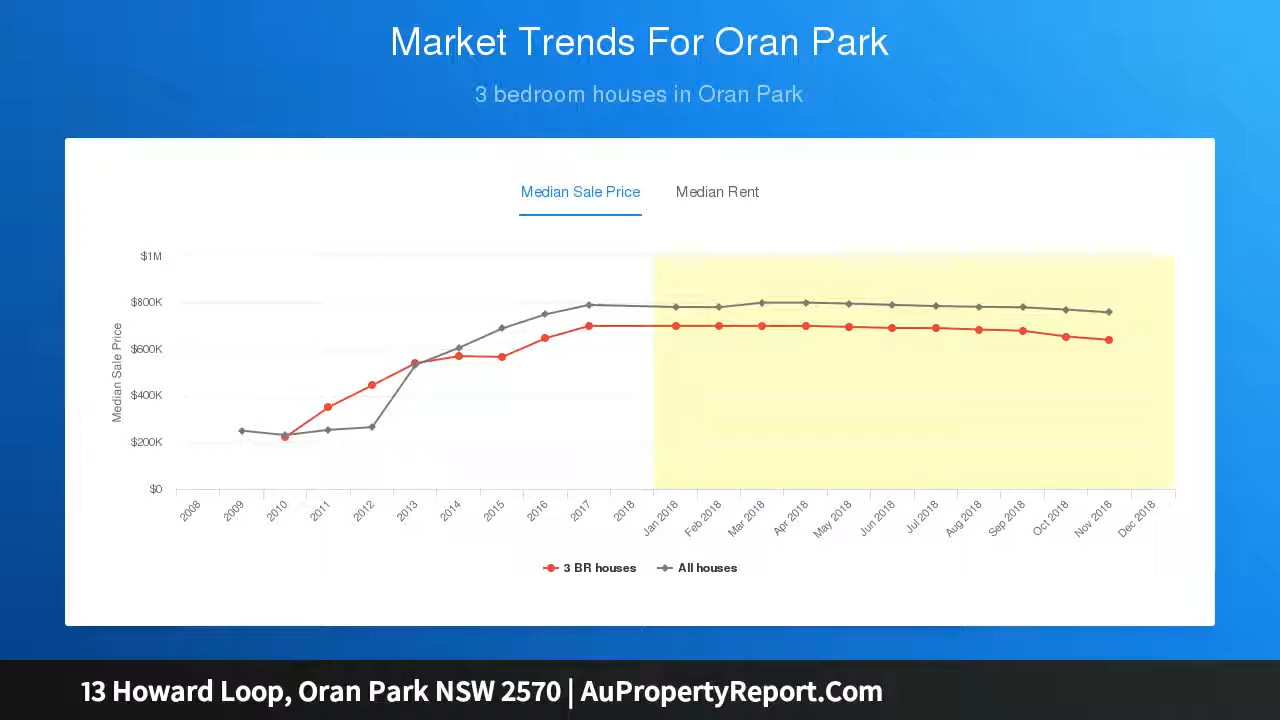 Market Trends For Oran Park
3 bedroom houses in Oran Park
Median Sale Price
Median Rent
Median Sale Price
$1M
$800K
$600K
$400K
$200K
$0
2008
2009
2010
2011
2012
2013
2014
2015
2016
2017
2018
Jan 2018
Feb 2018
Mar 2018
Apr 2018
May 2018
Jun 2018
Jul 2018
Aug 2018
Sep 2018
Oct 2018
Nov 2018
Dec 2018
3 BR houses
All houses
13 Howard Loop, Oran Park NSW 2570 | AuPropertyReport.Com